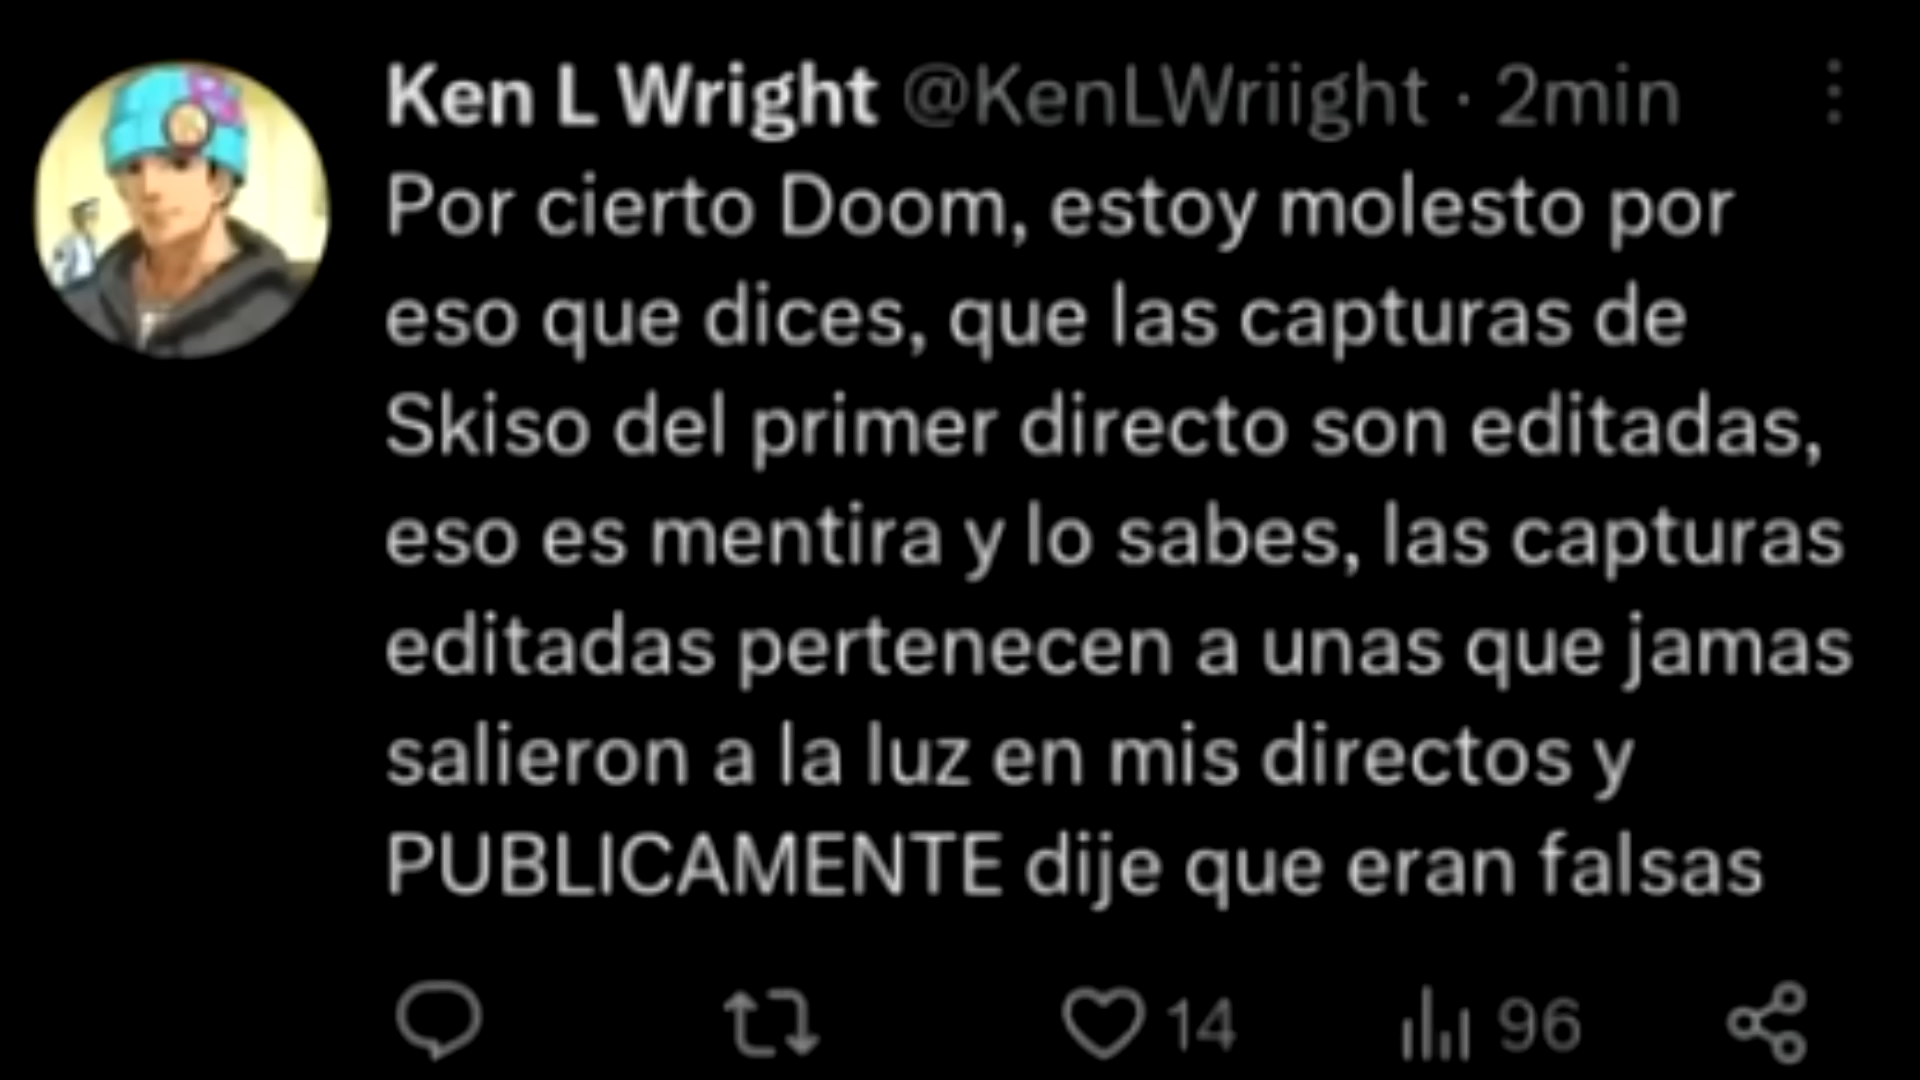 Ken L Wright @KenLWriight · 2min
Por cierto Doom, estoy molesto por
eso que dices, que las capturas de
Skiso del primer directo son editadas,
eso es mentira y lo sabes, las capturas
editadas pertenecen a unas que jamas
salieron a la luz en mis directos y
PUBLICAMENTE dije que eran falsas
14 96